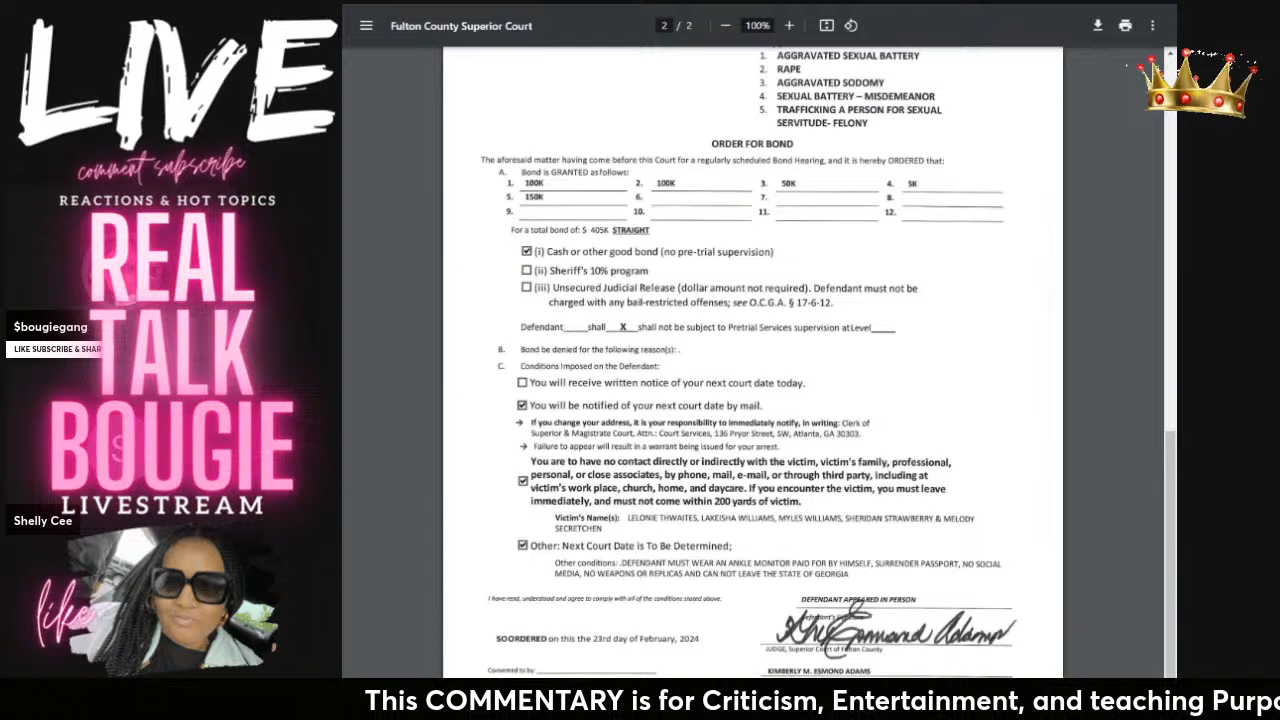 LIVE
comment subscribe
ACTIONS & HOT TOPICS
REAL
TALK
BOUGIE
LIVESTREAM
$bougiegang
LIKE SUBSCRIBE & SHAR
Shelly Cee
Fulton County Superior Court
2 / 2
100%
1. AGGRAVATED SEXUAL BATTERY
2. RAPE
3. AGGRAVATED SODOMY
4. SEXUAL BATTERY – MISDEMEANOR
5. TRAFFICKING A PERSON FOR SEXUAL
SERVITUDE- FELONY
ORDER FOR BOND
The aforesaid matter having come before this Court for a regularly scheduled Bond Hearing, and it is hereby ORDERED that:
A. Bond is GRANTED as follows:
1. 100K 2. 100K 3. 50K 4. 5K
5. 150K 6. 7. 8.
9. 10. 11. 12.
For a total bond of: $ 405K STRAIGHT
(i) Cash or other good bond (no pre-trial supervision)
(ii) Sheriff's 10% program
(iii) Unsecured Judicial Release (dollar amount not required). Defendant must not be
charged with any bail-restricted offenses; see O.C.G.A. § 17-6-12.
Defendant_____shall___X__shall not be subject to Pretrial Services supervision at Level_____
B. Bond be denied for the following reason(s): .
C. Conditions Imposed on the Defendant:
You will receive written notice of your next court date today.
You will be notified of your next court date by mail.
→ If you change your address, it is your responsibility to immediately notify, in writing: Clerk of
Superior & Magistrate Court, Attn.: Court Services, 136 Pryor Street, SW, Atlanta, GA 30303.
→ Failure to appear will result in a warrant being issued for your arrest.
You are to have no contact directly or indirectly with the victim, victim's family, professional,
personal, or close associates, by phone, mail, e-mail, or through third party, including at
victim's work place, church, home, and daycare. If you encounter the victim, you must leave
immediately, and must not come within 200 yards of victim.
Victim's Name(s): LELONIE THWAITES, LAKEISHA WILLIAMS, MYLES WILLIAMS, SHERIDAN STRAWBERRY & MELODY
SECRETCHEN
Other: Next Court Date is To Be Determined;
Other conditions: .DEFENDANT MUST WEAR AN ANKLE MONITOR PAID FOR BY HIMSELF, SURRENDER PASSPORT, NO SOCIAL
MEDIA, NO WEAPONS OR REPLICAS AND CAN NOT LEAVE THE STATE OF GEORGIA
I have read, understood and agree to comply with all of the conditions stated above.
DEFENDANT APPEARED IN PERSON
Defendant's Signature
SO ORDERED on this the 23rd day of February, 2024
JUDGE, Superior Court of Fulton County
Consented to by:
KIMBERLY M. ESMOND ADAMS
This COMMENTARY is for Criticism, Entertainment, and teaching Purpo